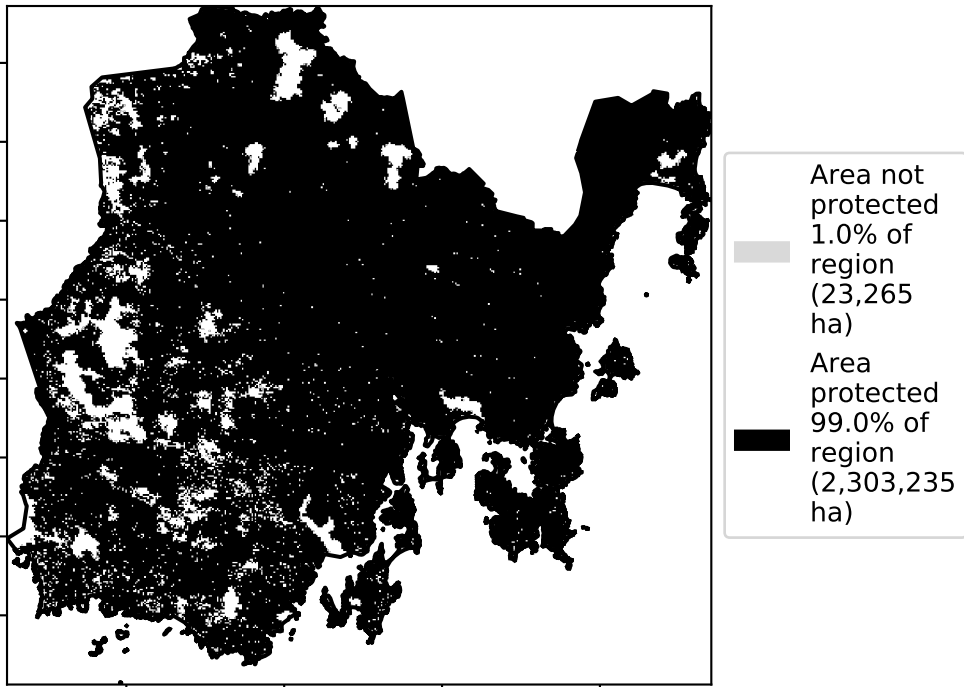 Area not
protected
1.0% of
region
(23,265
ha)
Area
protected
99.0% of
region
(2,303,235
ha)